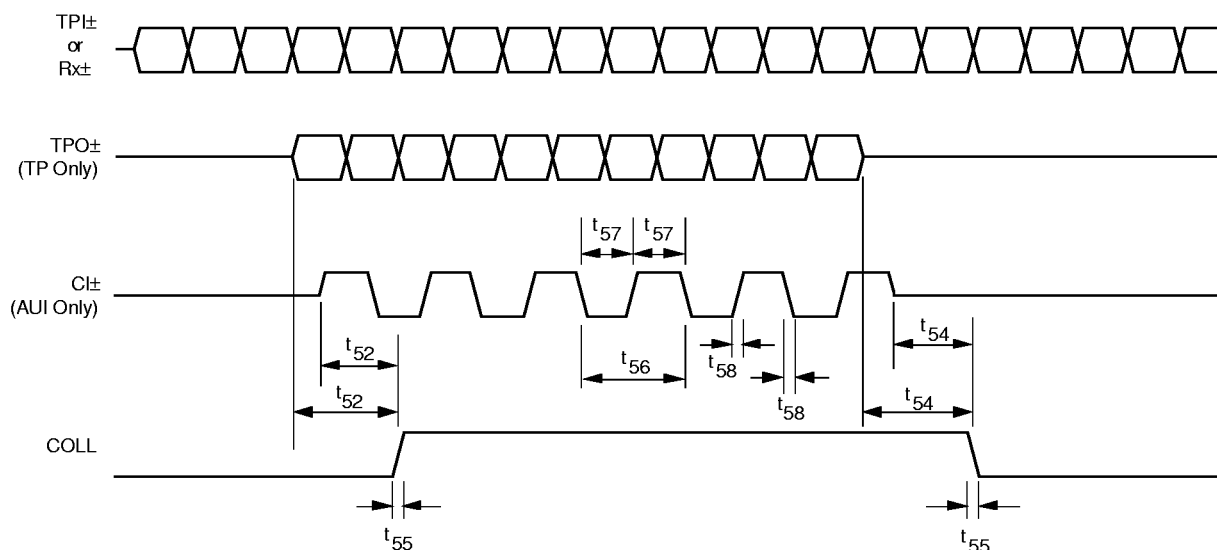 TPI±
or
Rx±
TPO±
(TP Only)
t57 t57
CI±
(AUI Only)
t52
t56
t58
t54
t52
t58
t54
COLL
t55
t55